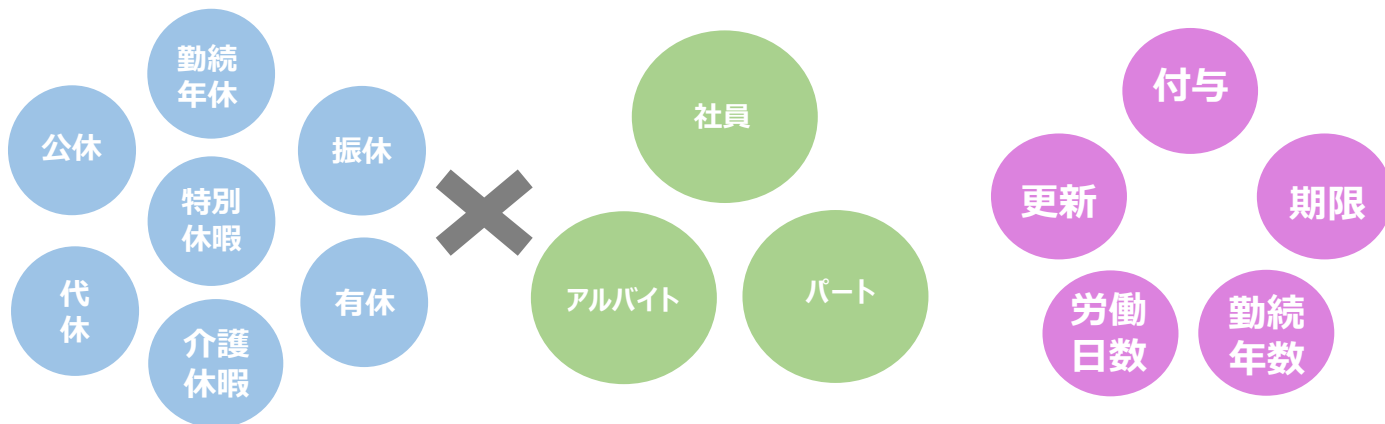 勤続
年休
公休
振休
特別
休暇
代
休
有休
介護
休暇
社員
アルバイト
パート
付与
更新
期限
労働
日数
勤続
年数